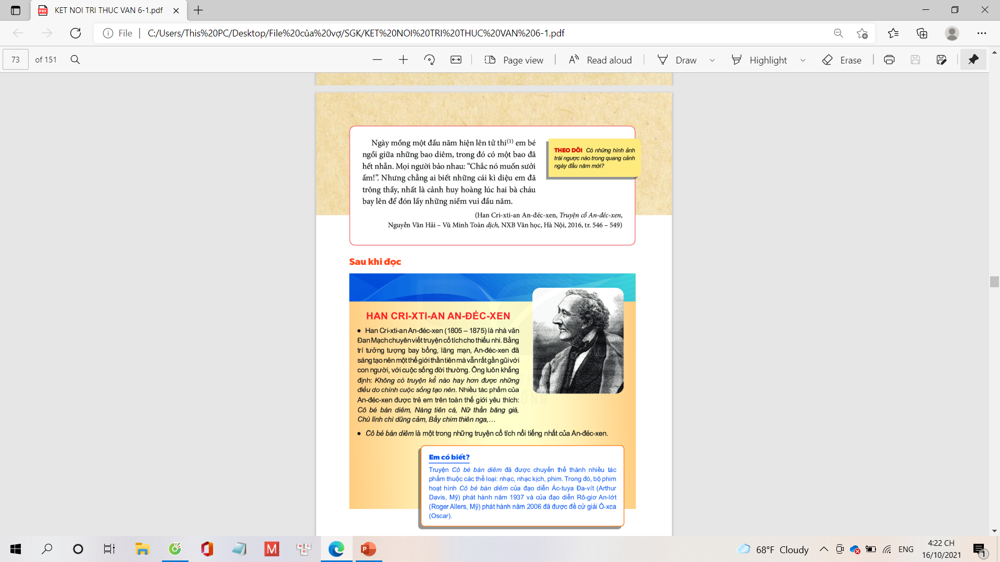 KET NOI TRI THUC VAN 6-1.pdf
File
C:/Users/This%20PC/Desktop/File%20của%20vợ/SGK/KET%20NOI%20TRI%20THUC%20VAN%206-1.pdf
73 of 151
Page view
Read aloud
Draw
Highlight
Erase
Ngày mồng một đầu năm hiện lên tử thi(1) em bé
ngồi giữa những bao diêm, trong đó có một bao đã
hết nhẵn. Mọi người bảo nhau: “Chắc nó muốn sưởi
ấm!”. Nhưng chẳng ai biết những cái kì diệu em đã
trông thấy, nhất là cảnh huy hoàng lúc hai bà cháu
bay lên để đón lấy những niềm vui đầu năm.
THEO DÕI Có những hình ảnh
trái ngược nào trong quang cảnh
ngày đầu năm mới?
(Han Cri-xti-an An-đéc-xen, Truyện cổ An-đéc-xen,
Nguyễn Văn Hải – Vũ Minh Toàn dịch, NXB Văn học, Hà Nội, 2016, tr. 546 – 549)
Sau khi đọc
HAN CRI-XTI-AN AN-ĐÉC-XEN
● Han Cri-xti-an An-đéc-xen (1805 – 1875) là nhà văn
Đan Mạch chuyên viết truyện cổ tích cho thiếu nhi. Bằng
trí tưởng tượng bay bổng, lãng mạn, An-đéc-xen đã
sáng tạo nên một thế giới thần tiên mà vẫn rất gần gũi với
con người, với cuộc sống đời thường. Ông luôn khẳng
định: Không có truyện kể nào hay hơn được những
điều do chính cuộc sống tạo nên. Nhiều tác phẩm của
An-đéc-xen được trẻ em trên toàn thế giới yêu thích:
Cô bé bán diêm, Nàng tiên cá, Nữ thần băng giá,
Chú lính chì dũng cảm, Bầy chim thiên nga,…
● Cô bé bán diêm là một trong những truyện cổ tích nổi tiếng nhất của An-đéc-xen.
Em có biết?
Truyện Cô bé bán diêm đã được chuyển thể thành nhiều tác
phẩm thuộc các thể loại: nhạc, nhạc kịch, phim. Trong đó, bộ phim
hoạt hình Cô bé bán diêm của đạo diễn Ác-tuya Đa-vít (Arthur
Davis, Mỹ) phát hành năm 1937 và của đạo diễn Rô-giơ An-lớt
(Roger Allers, Mỹ) phát hành năm 2006 đã được đề cử giải Ô-xca
(Oscar).
68°F Cloudy
ENG
4:22 CH
16/10/2021
1